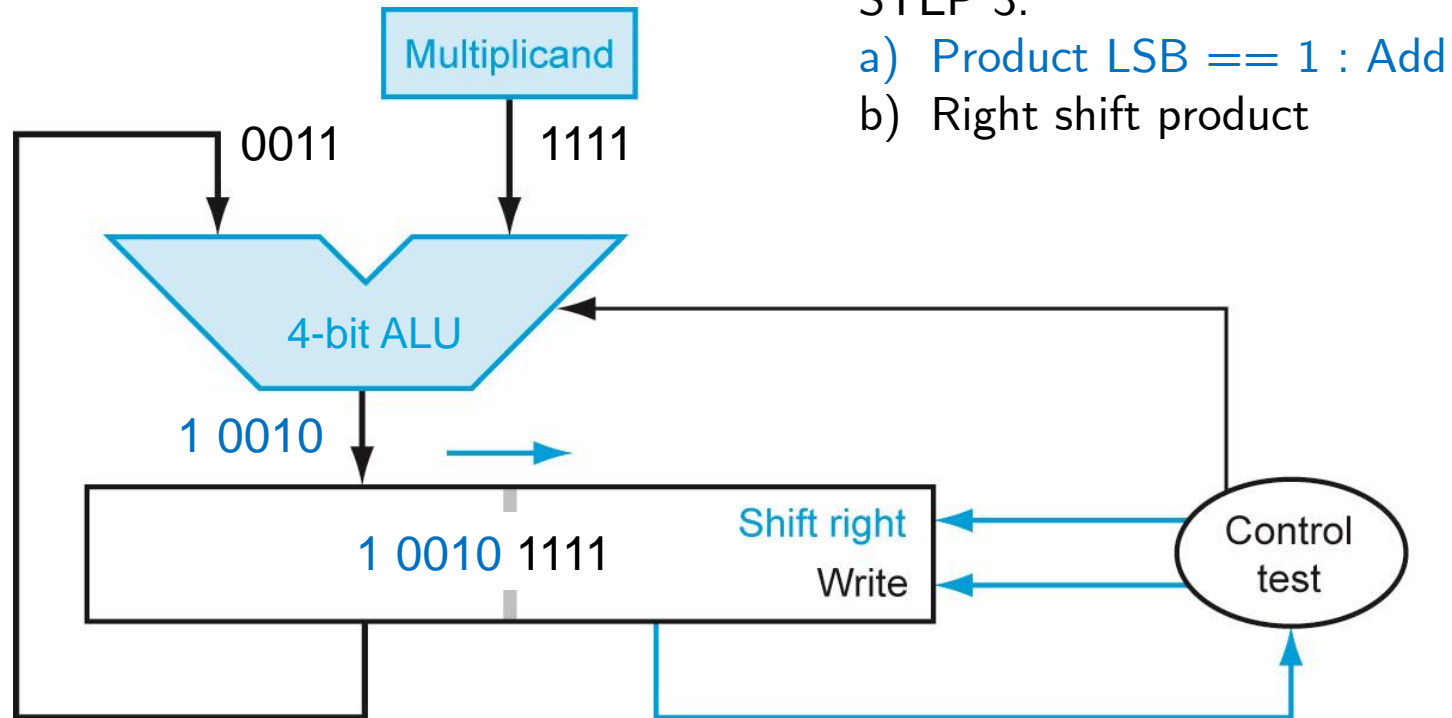 STEP 3:
a) Product LSB == 1 : Add
b) Right shift product
Multiplicand
0011
1111
4-bit ALU
1 0010
1 0010 1111
Shift right
Write
Control
test